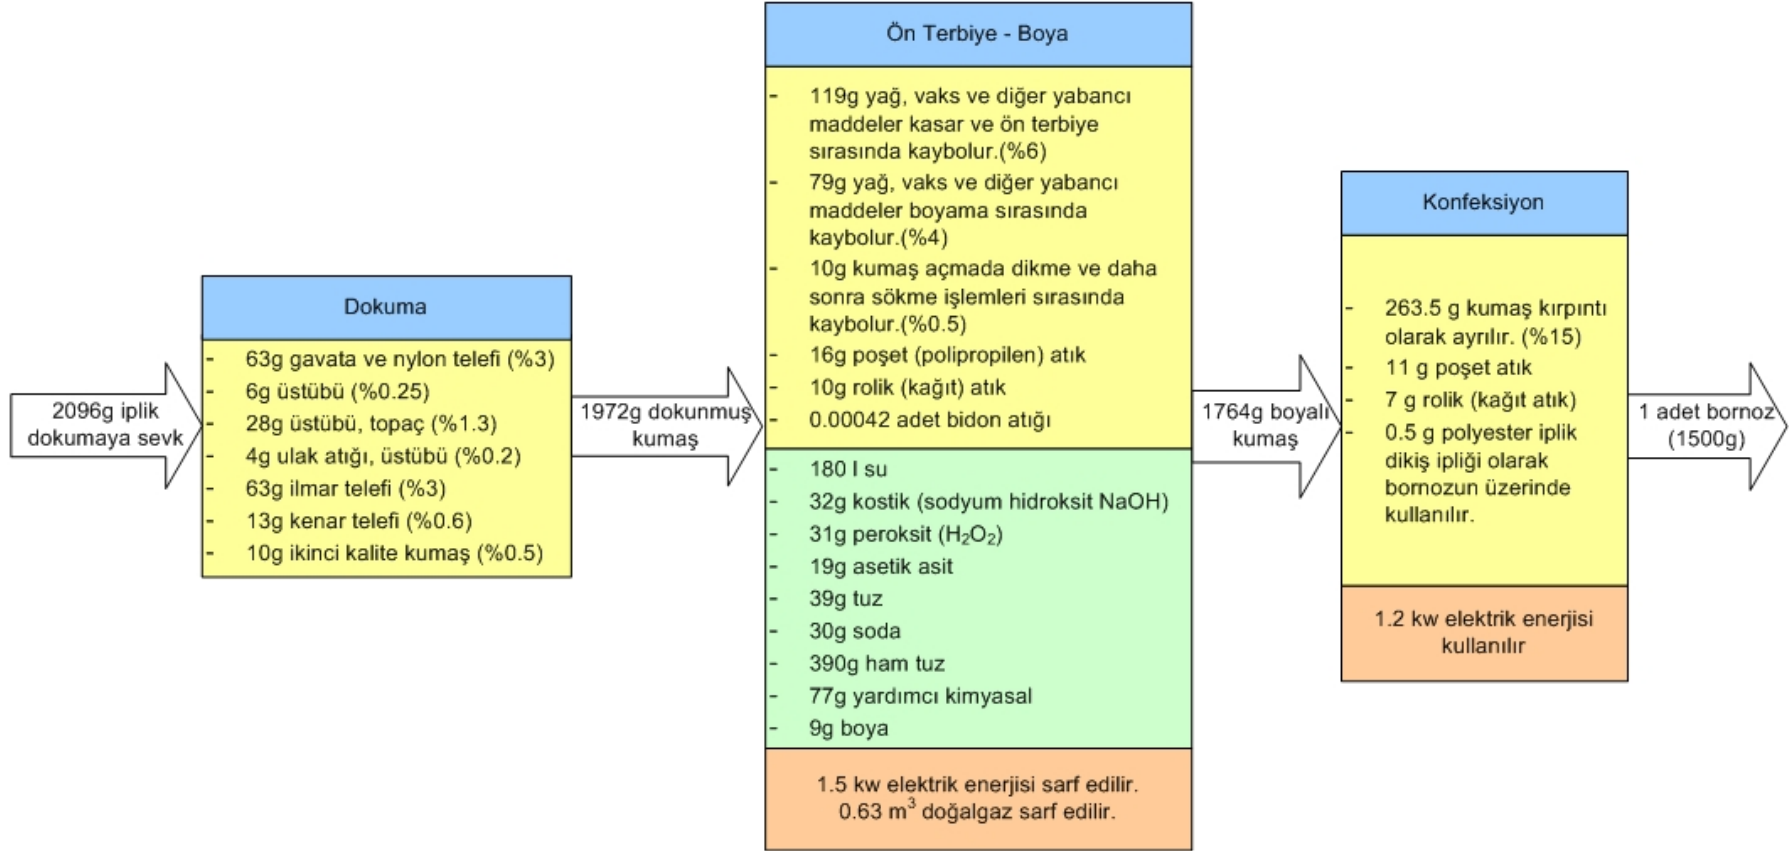 2096g iplik
dokumaya sevk
Dokuma
- 63g gavata ve nylon telefi (%3)
- 6g üstübü (%0.25)
- 28g üstübü, topaç (%1.3)
- 4g ulak atığı, üstübü (%0.2)
- 63g ilmar telefi (%3)
- 13g kenar telefi (%0.6)
- 10g ikinci kalite kumaş (%0.5)
1972g dokunmuş
kumaş
Ön Terbiye - Boya
- 119g yağ, vaks ve diğer yabancı
maddeler kasar ve ön terbiye
sırasında kaybolur.(%6)
- 79g yağ, vaks ve diğer yabancı
maddeler boyama sırasında
kaybolur.(%4)
- 10g kumaş açmada dikme ve daha
sonra sökme işlemleri sırasında
kaybolur.(%0.5)
- 16g poşet (polipropilen) atık
- 10g rolik (kağıt) atık
- 0.00042 adet bidon atığı
- 180 l su
- 32g kostik (sodyum hidroksit NaOH)
- 31g peroksit (H₂O₂)
- 19g asetik asit
- 39g tuz
- 30g soda
- 390g ham tuz
- 77g yardımcı kimyasal
- 9g boya
1.5 kw elektrik enerjisi sarf edilir.
0.63 m³ doğalgaz sarf edilir.
1764g boyalı
kumaş
Konfeksiyon
- 263.5 g kumaş kırpıntı
olarak ayrılır. (%15)
- 11 g poşet atık
- 7 g rolik (kağıt atık)
- 0.5 g polyester iplik
dikiş ipliği olarak
bornozun üzerinde
kullanılır.
1.2 kw elektrik enerjisi
kullanılır
1 adet bornoz
(1500g)